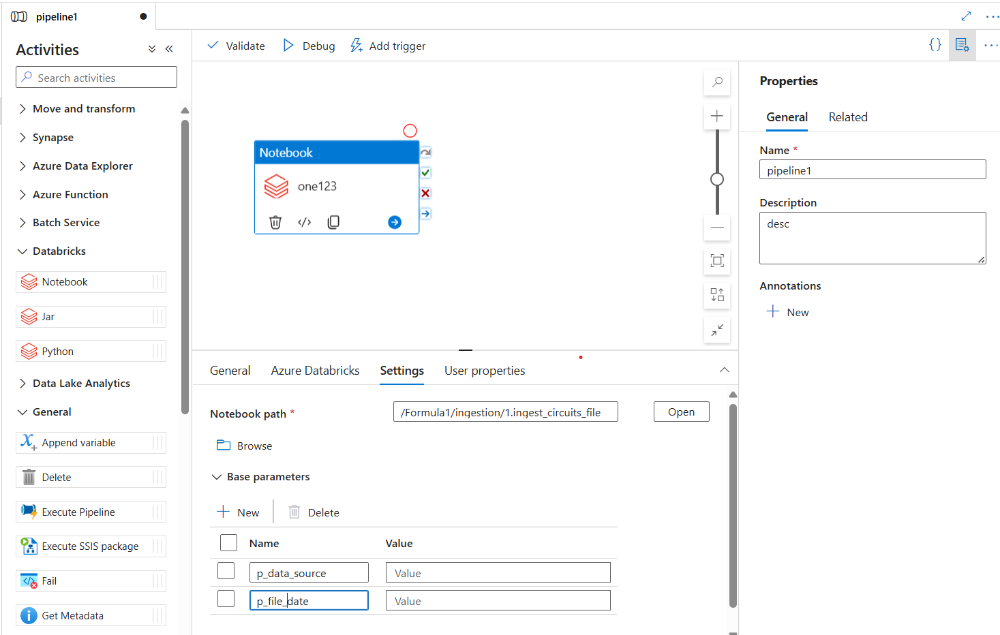 pipeline1
Activities
Search activities
Move and transform
Synapse
Azure Data Explorer
Azure Function
Batch Service
Databricks
Notebook
Jar
Python
Data Lake Analytics
General
Append variable
Delete
Execute Pipeline
Execute SSIS package
Fail
Get Metadata
Validate
Debug
Add trigger
Notebook
one123
General
Azure Databricks
Settings
User properties
Notebook path *
/Formula1/ingestion/1.ingest_circuits_file
Open
Browse
Base parameters
New
Delete
Name
Value
p_data_source
Value
p_file_date
Value
Properties
General
Related
Name *
pipeline1
Description
desc
Annotations
New